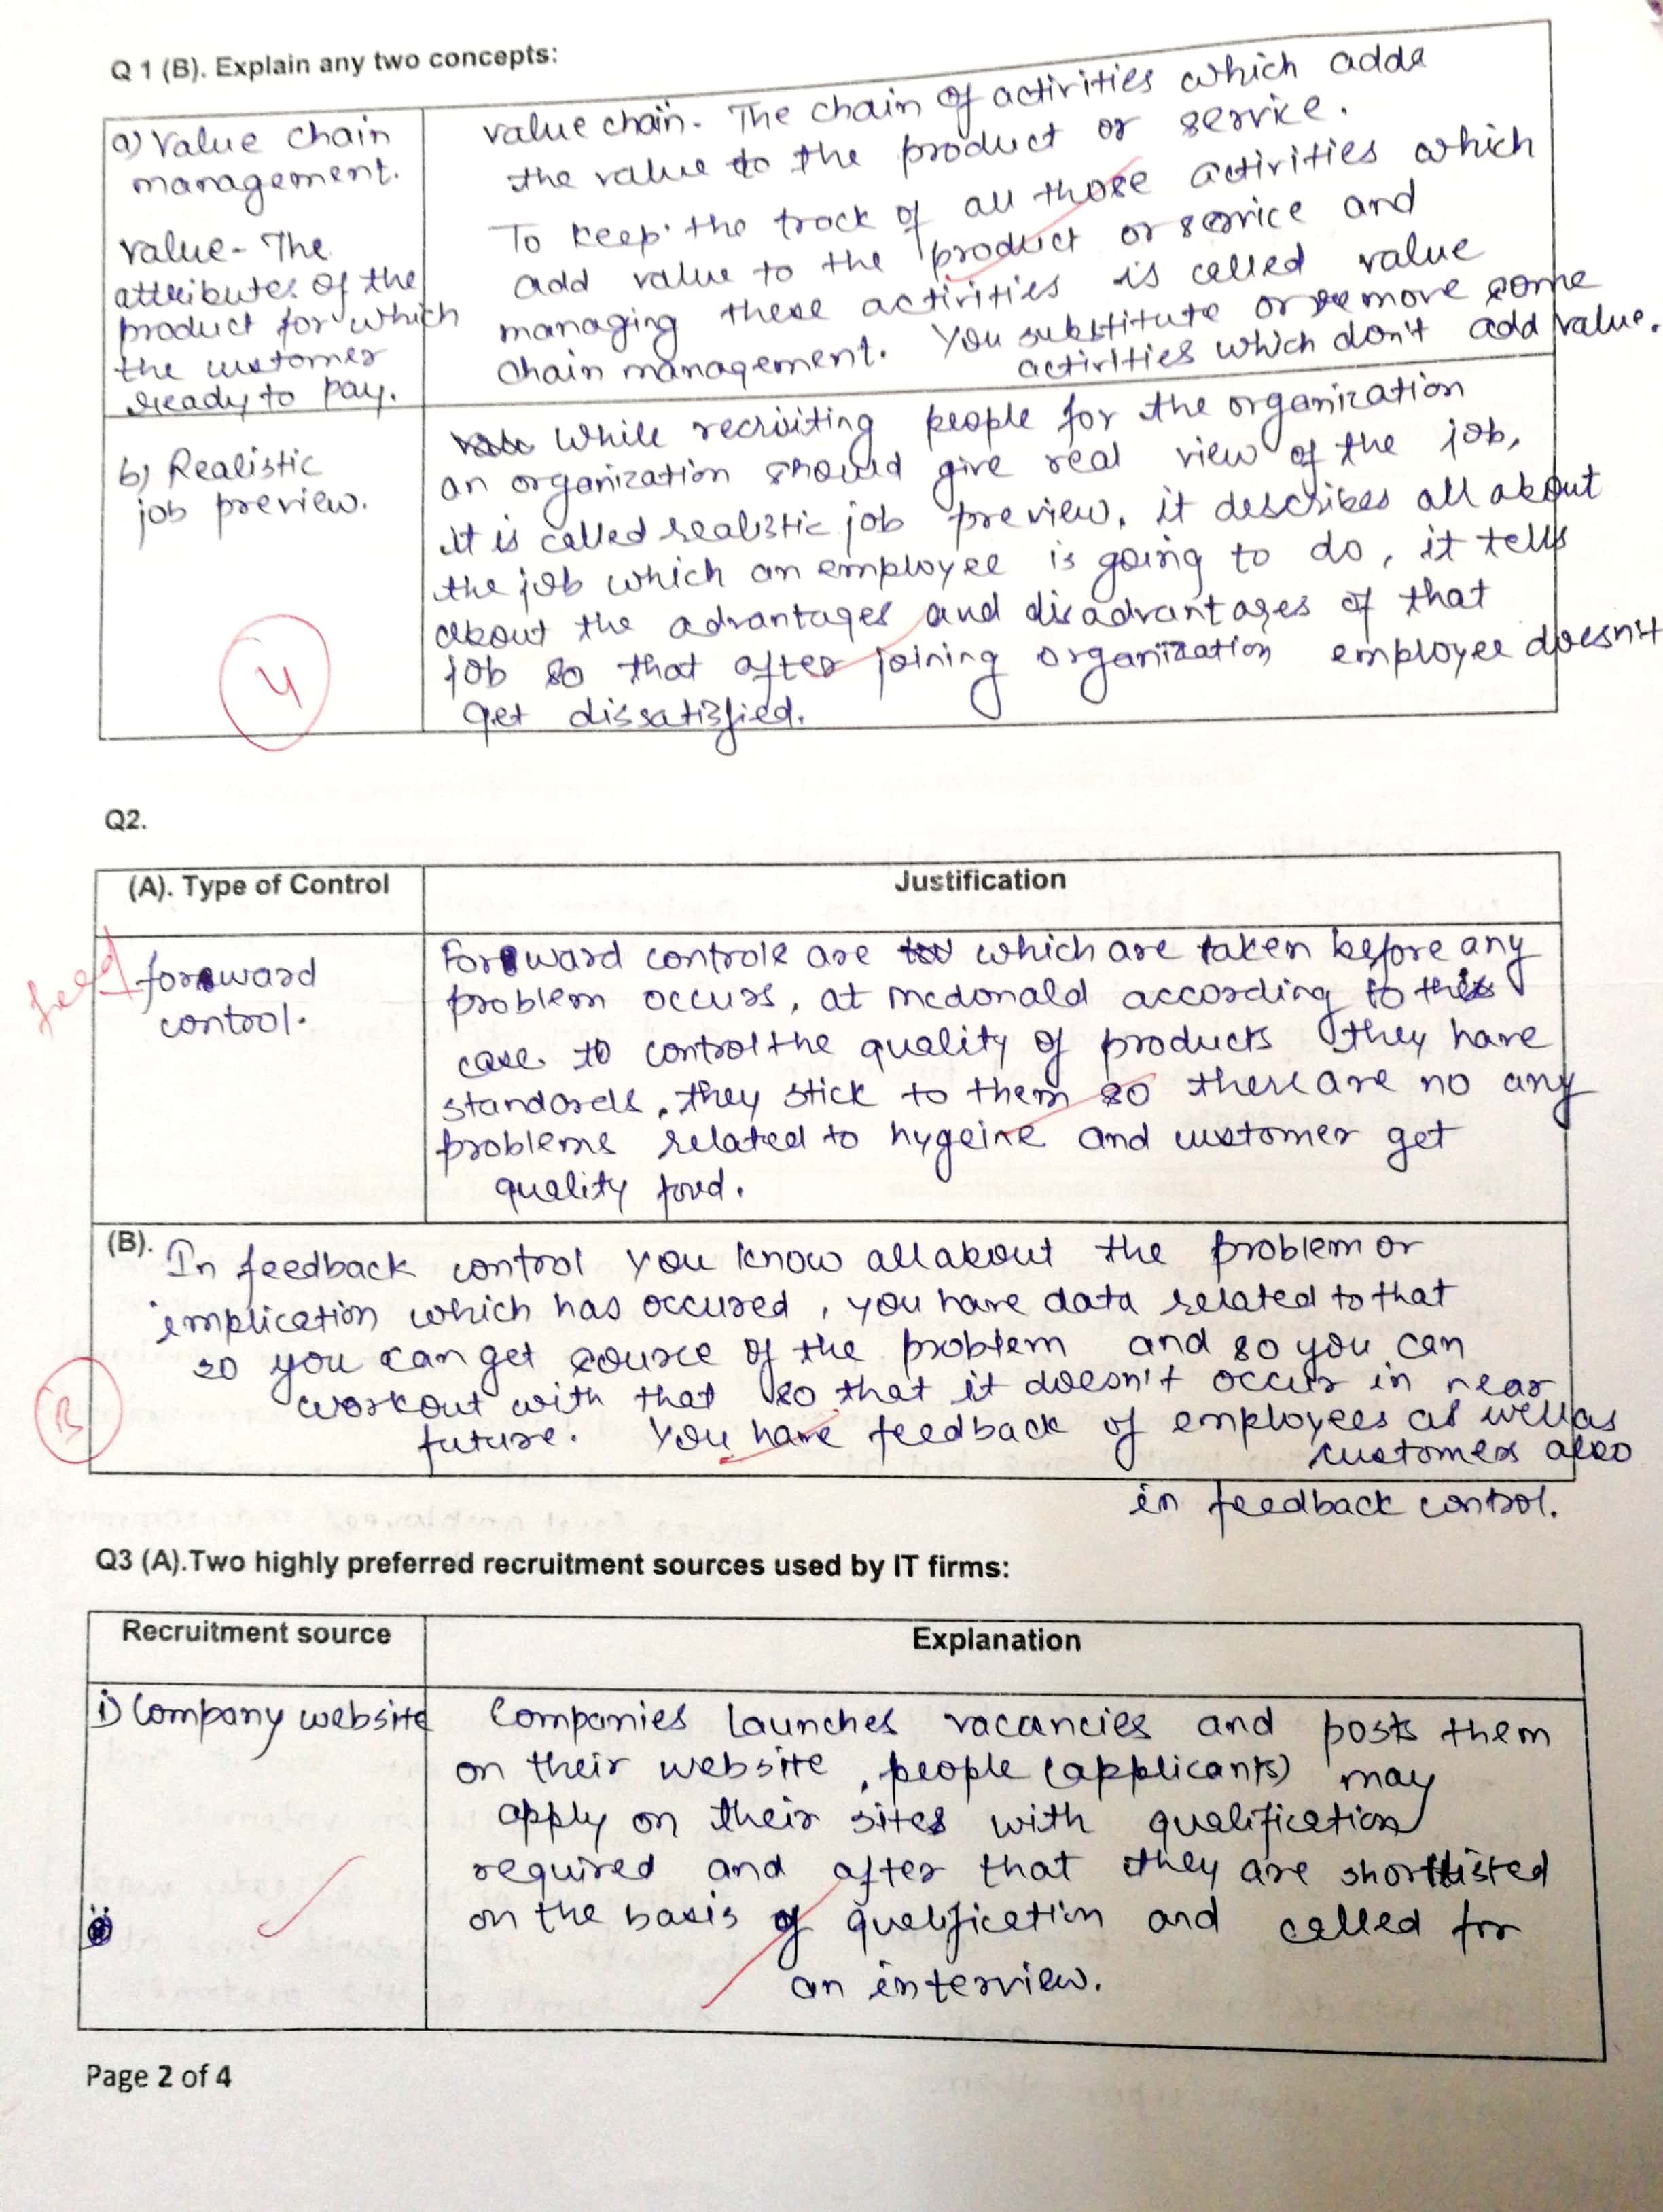 Q 1 (B). Explain any two concepts:
a) Value chain
management.
value - The
attributes of the
product for which
the customer
ready to pay.
value chain - The chain of activities which adds
the value to the product or service.
To keep the track of all those activities which
add value to the product or service and
managing these activities is called value
chain management. You substitute or remove some
activities which don't add value.
b) Realistic
job preview.
4
While recruiting people for the organization
an organization should give real view of the job,
it is called realistic job preview, it describes all about
the job which an employee is going to do, it tells
about the advantages and disadvantages of that
job so that after joining organization employee doesn't
get dissatisfied.
Q2.
(A). Type of Control
Justification
feed forward
control.
Forward controls are which are taken before any
problem occurs, at mcdonald according to this
case to control the quality of products they have
standards, they stick to them so there are no any
problems related to hygeine and customer get
quality food.
(B).
In feedback control you know all about the problem or
implication which has occured, you have data related to that
so you can get source of the problem and so you can
workout with that so that it doesn't occur in near
future. You have feedback of employees as well as
customers also
in feedback control.
Q3 (A).Two highly preferred recruitment sources used by IT firms:
Recruitment source
Explanation
i) Company website
Companies launches vacancies and posts them
on their website, people (applicants) may
apply on their sites with qualification
required and after that they are shortlisted
on the basis of qualification and called for
an interview.
Page 2 of 4